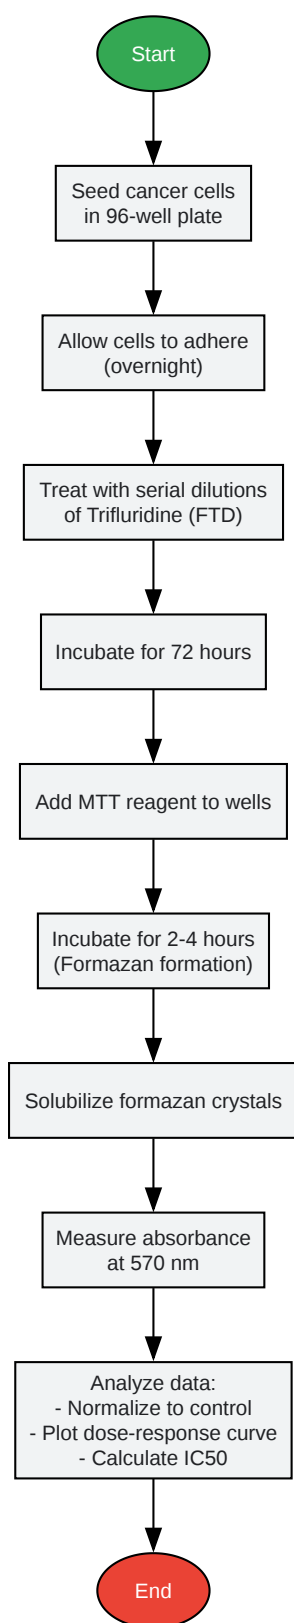 Start
Seed cancer cells
in 96-well plate
Allow cells to adhere
(overnight)
Treat with serial dilutions
of Trifluridine (FTD)
Incubate for 72 hours
Add MTT reagent to wells
Incubate for 2-4 hours
(Formazan formation)
Solubilize formazan crystals
Measure absorbance
at 570 nm
Analyze data:
- Normalize to control
- Plot dose-response curve
- Calculate IC50
End